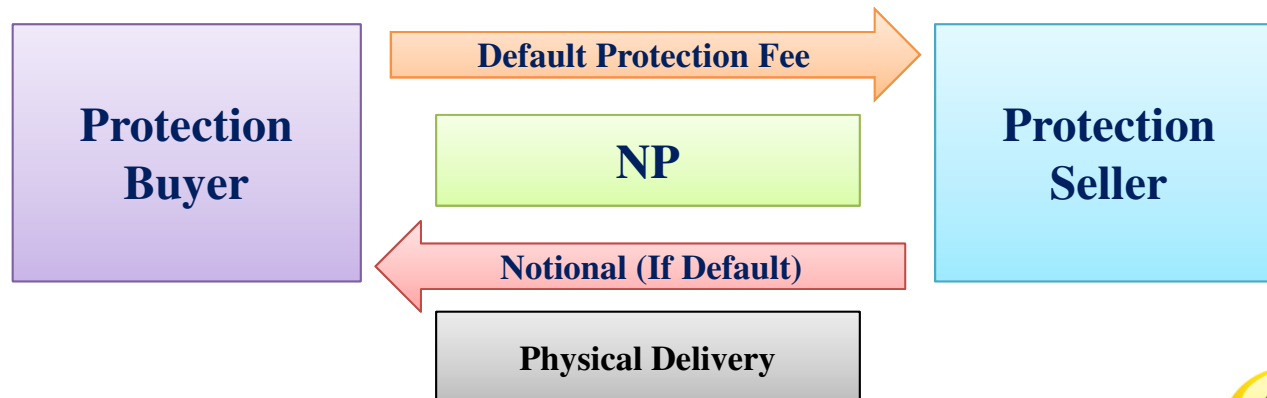 Protection
Buyer
Default Protection Fee
NP
Notional (If Default)
Physical Delivery
Protection
Seller